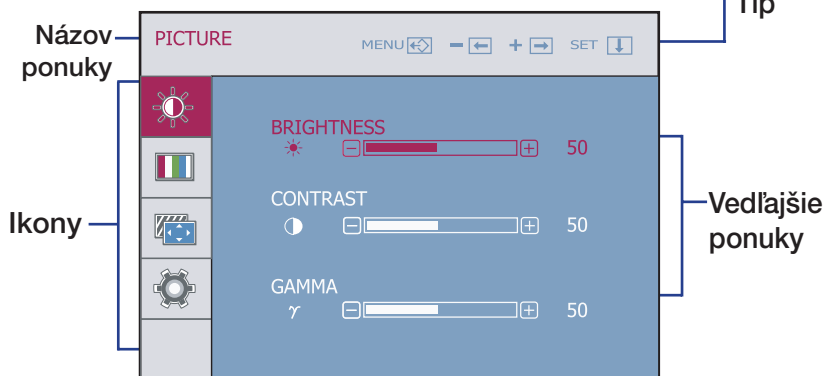 Tip
Názov ponuky
PICTURE MENU - + SET
BRIGHTNESS
50
CONTRAST
50
GAMMA
γ 50
Ikony
Vedľajšie ponuky